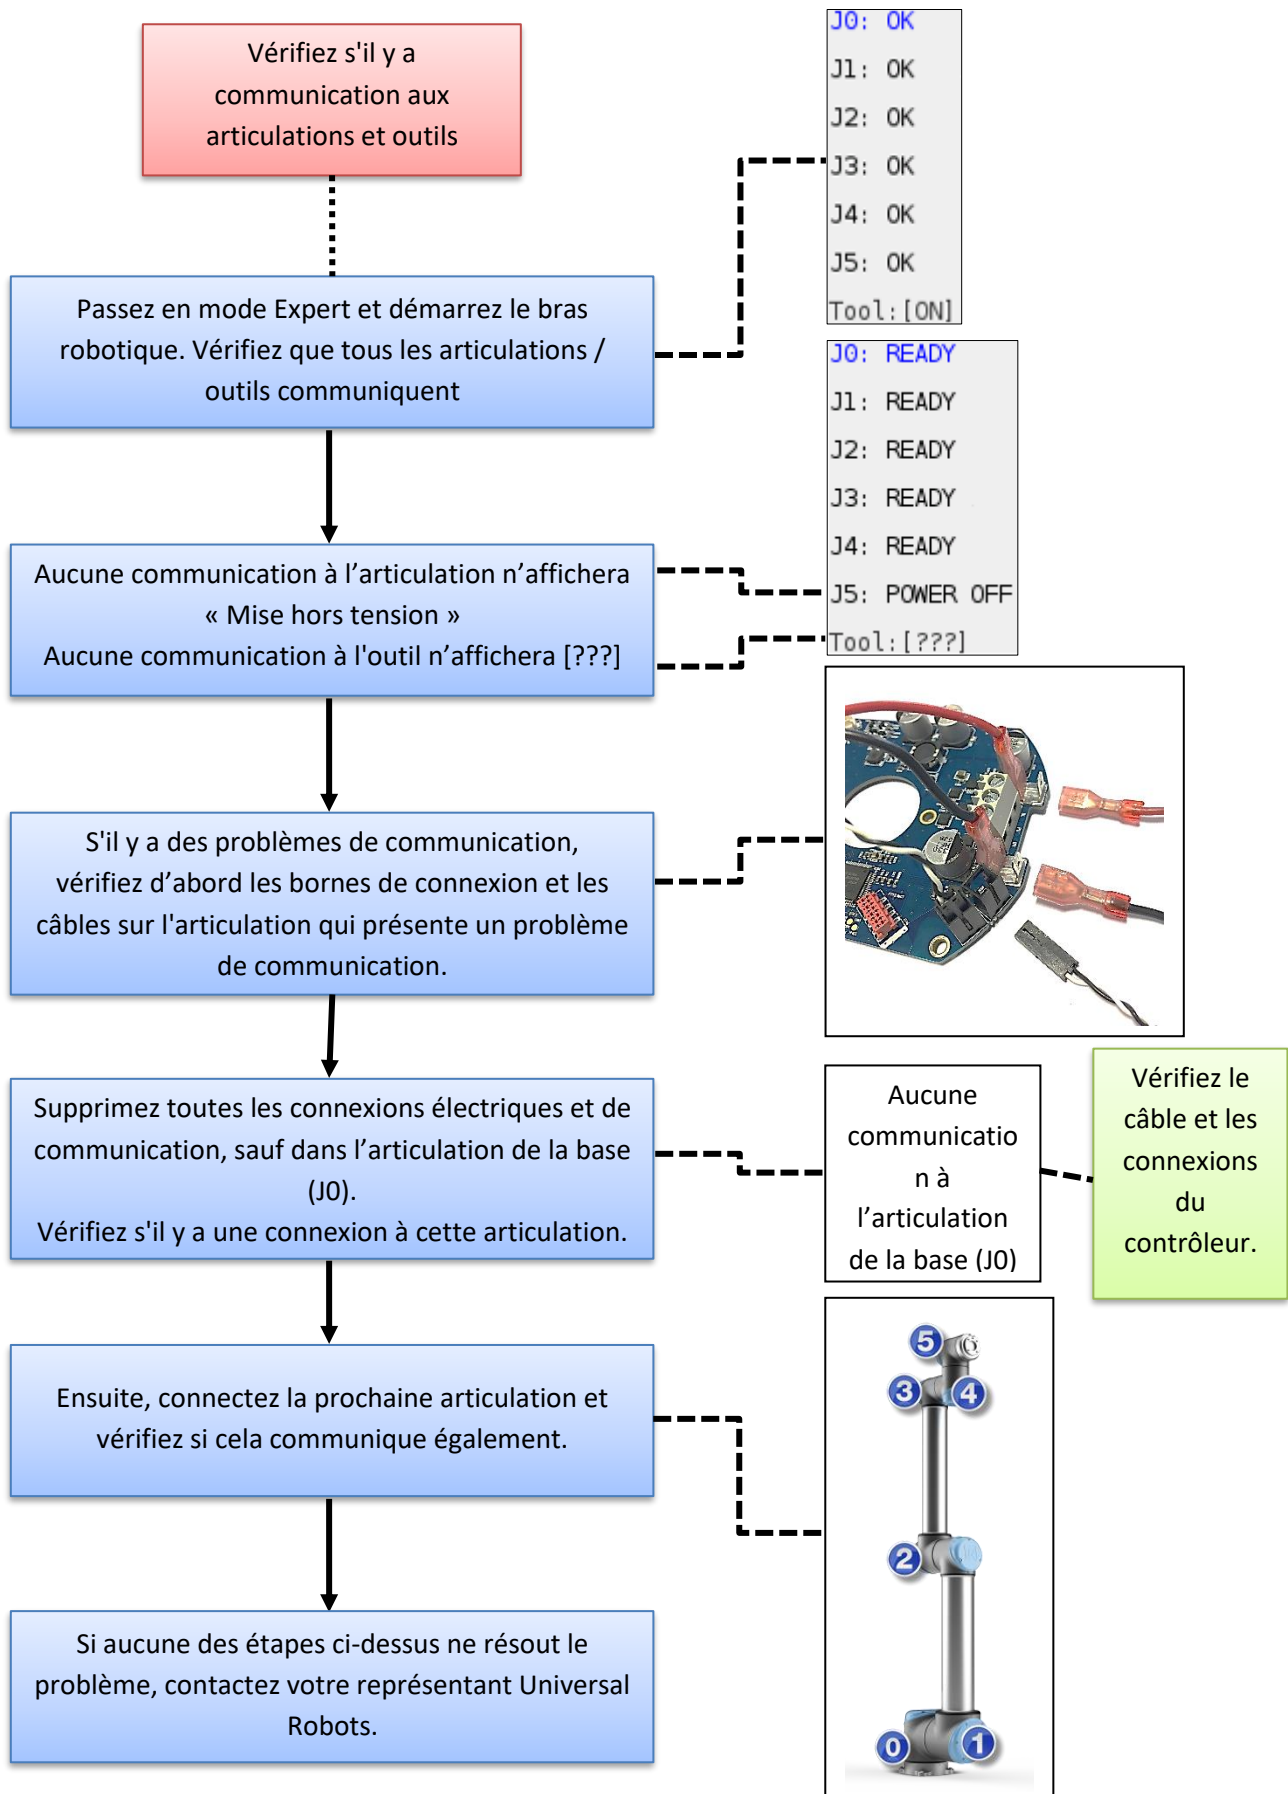 Vérifiez s'il y a
communication aux
articulations et outils
J0: OK
J1: OK
J2: OK
J3: OK
J4: OK
J5: OK
Tool:[ON]
Passez en mode Expert et démarrez le bras
robotique. Vérifiez que tous les articulations /
outils communiquent
J0: READY
J1: READY
J2: READY
J3: READY
J4: READY
J5: POWER OFF
Tool:[???]
Aucune communication à l’articulation n’affichera
« Mise hors tension »
Aucune communication à l'outil n’affichera [???]
S'il y a des problèmes de communication,
vérifiez d’abord les bornes de connexion et les
câbles sur l'articulation qui présente un problème
de communication.
Supprimez toutes les connexions électriques et de
communication, sauf dans l’articulation de la base
(J0).
Vérifiez s'il y a une connexion à cette articulation.
Aucune
communicatio
n à
l’articulation
de la base (J0)
Vérifiez le
câble et les
connexions
du
contrôleur.
Ensuite, connectez la prochaine articulation et
vérifiez si cela communique également.
5
3
4
2
0
1
Si aucune des étapes ci-dessus ne résout le
problème, contactez votre représentant Universal
Robots.